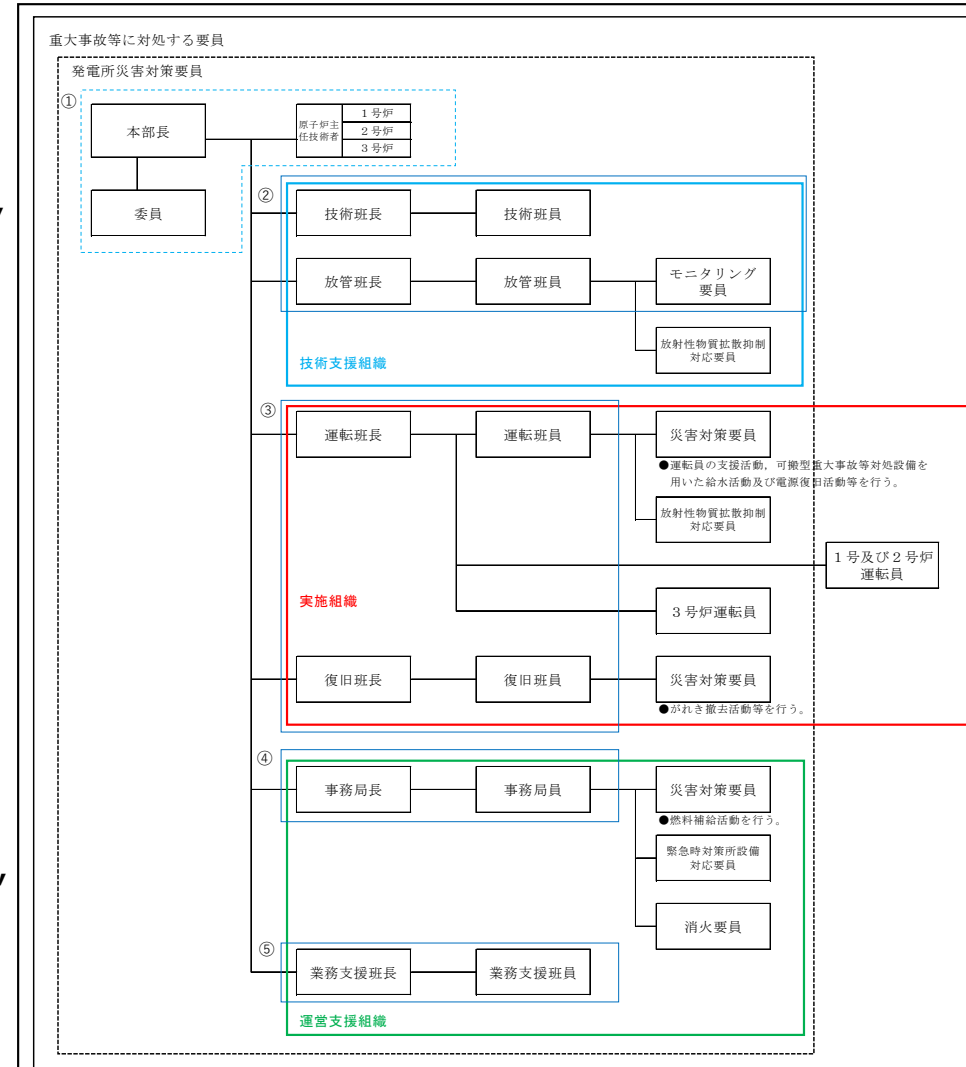 重大事故等に対処する要員
発電所災害対策要員
①
本部長
原子炉主
任技術者
１号炉
２号炉
３号炉
委員
②
技術班長
技術班員
放管班長
放管班員
モニタリング
要員
放射性物質拡散抑制
対応要員
技術支援組織
③
運転班長
運転班員
災害対策要員
●運転員の支援活動，可搬型重大事故等対処設備を
用いた給水活動及び電源復旧活動等を行う。
放射性物質拡散抑制
対応要員
１号及び２号炉
運転員
実施組織
３号炉運転員
復旧班長
復旧班員
災害対策要員
●がれき撤去活動等を行う。
④
事務局長
事務局員
災害対策要員
●燃料補給活動を行う。
緊急時対策所設備
対応要員
消火要員
⑤
業務支援班長
業務支援班員
運営支援組織